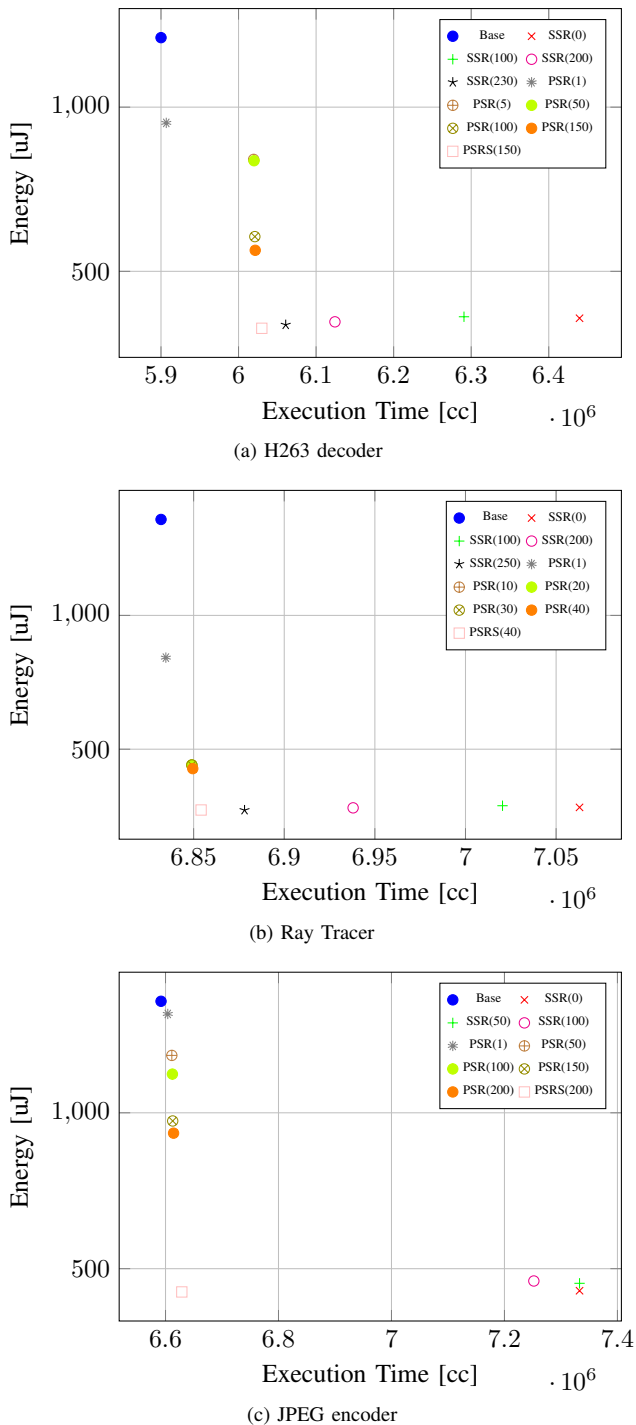 Base SSR(0)
SSR(100) SSR(200)
SSR(230) PSR(1)
PSR(5) PSR(50)
PSR(100) PSR(150)
PSRS(150)
1,000
500
Energy [uJ]
5.9 6 6.1 6.2 6.3 6.4
Execution Time [cc] · 10⁶
(a) H263 decoder
Base SSR(0)
SSR(100) SSR(200)
SSR(250) PSR(1)
PSR(10) PSR(20)
PSR(30) PSR(40)
PSRS(40)
1,000
500
Energy [uJ]
6.85 6.9 6.95 7 7.05
Execution Time [cc] · 10⁶
(b) Ray Tracer
Base SSR(0)
SSR(50) SSR(100)
PSR(1) PSR(50)
PSR(100) PSR(150)
PSR(200) PSRS(200)
1,000
500
Energy [uJ]
6.6 6.8 7 7.2 7.4
Execution Time [cc] · 10⁶
(c) JPEG encoder